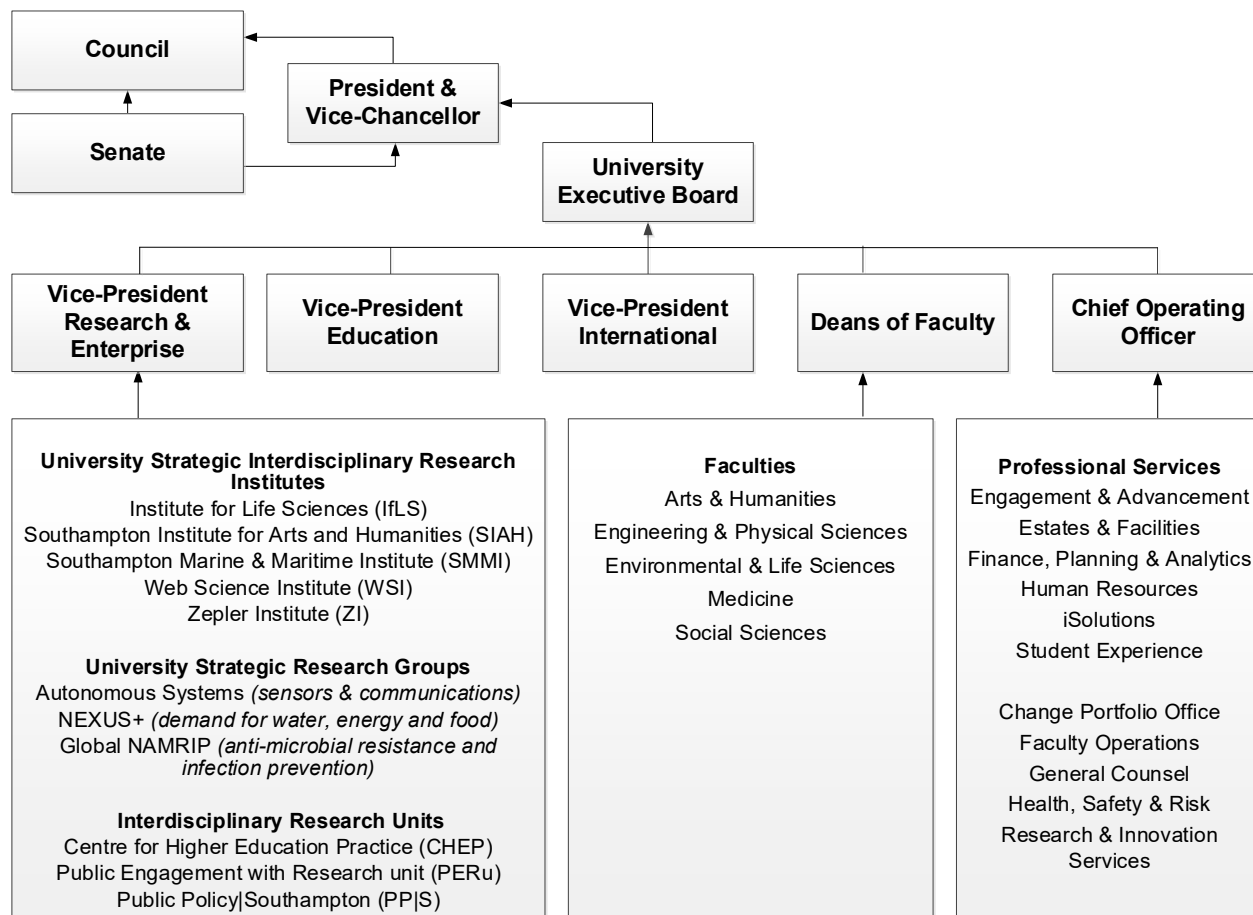 Council
President &
Vice-Chancellor
Senate
University
Executive Board
Vice-President
Research &
Enterprise
Vice-President
Education
Vice-President
International
Deans of Faculty
Chief Operating
Officer
University Strategic Interdisciplinary Research
Institutes
Institute for Life Sciences (IfLS)
Southampton Institute for Arts and Humanities (SIAH)
Southampton Marine & Maritime Institute (SMMI)
Web Science Institute (WSI)
Zepler Institute (ZI)
University Strategic Research Groups
Autonomous Systems (sensors & communications)
NEXUS+ (demand for water, energy and food)
Global NAMRIP (anti-microbial resistance and
infection prevention)
Interdisciplinary Research Units
Centre for Higher Education Practice (CHEP)
Public Engagement with Research unit (PERu)
Public Policy|Southampton (PP|S)
Faculties
Arts & Humanities
Engineering & Physical Sciences
Environmental & Life Sciences
Medicine
Social Sciences
Professional Services
Engagement & Advancement
Estates & Facilities
Finance, Planning & Analytics
Human Resources
iSolutions
Student Experience
Change Portfolio Office
Faculty Operations
General Counsel
Health, Safety & Risk
Research & Innovation
Services